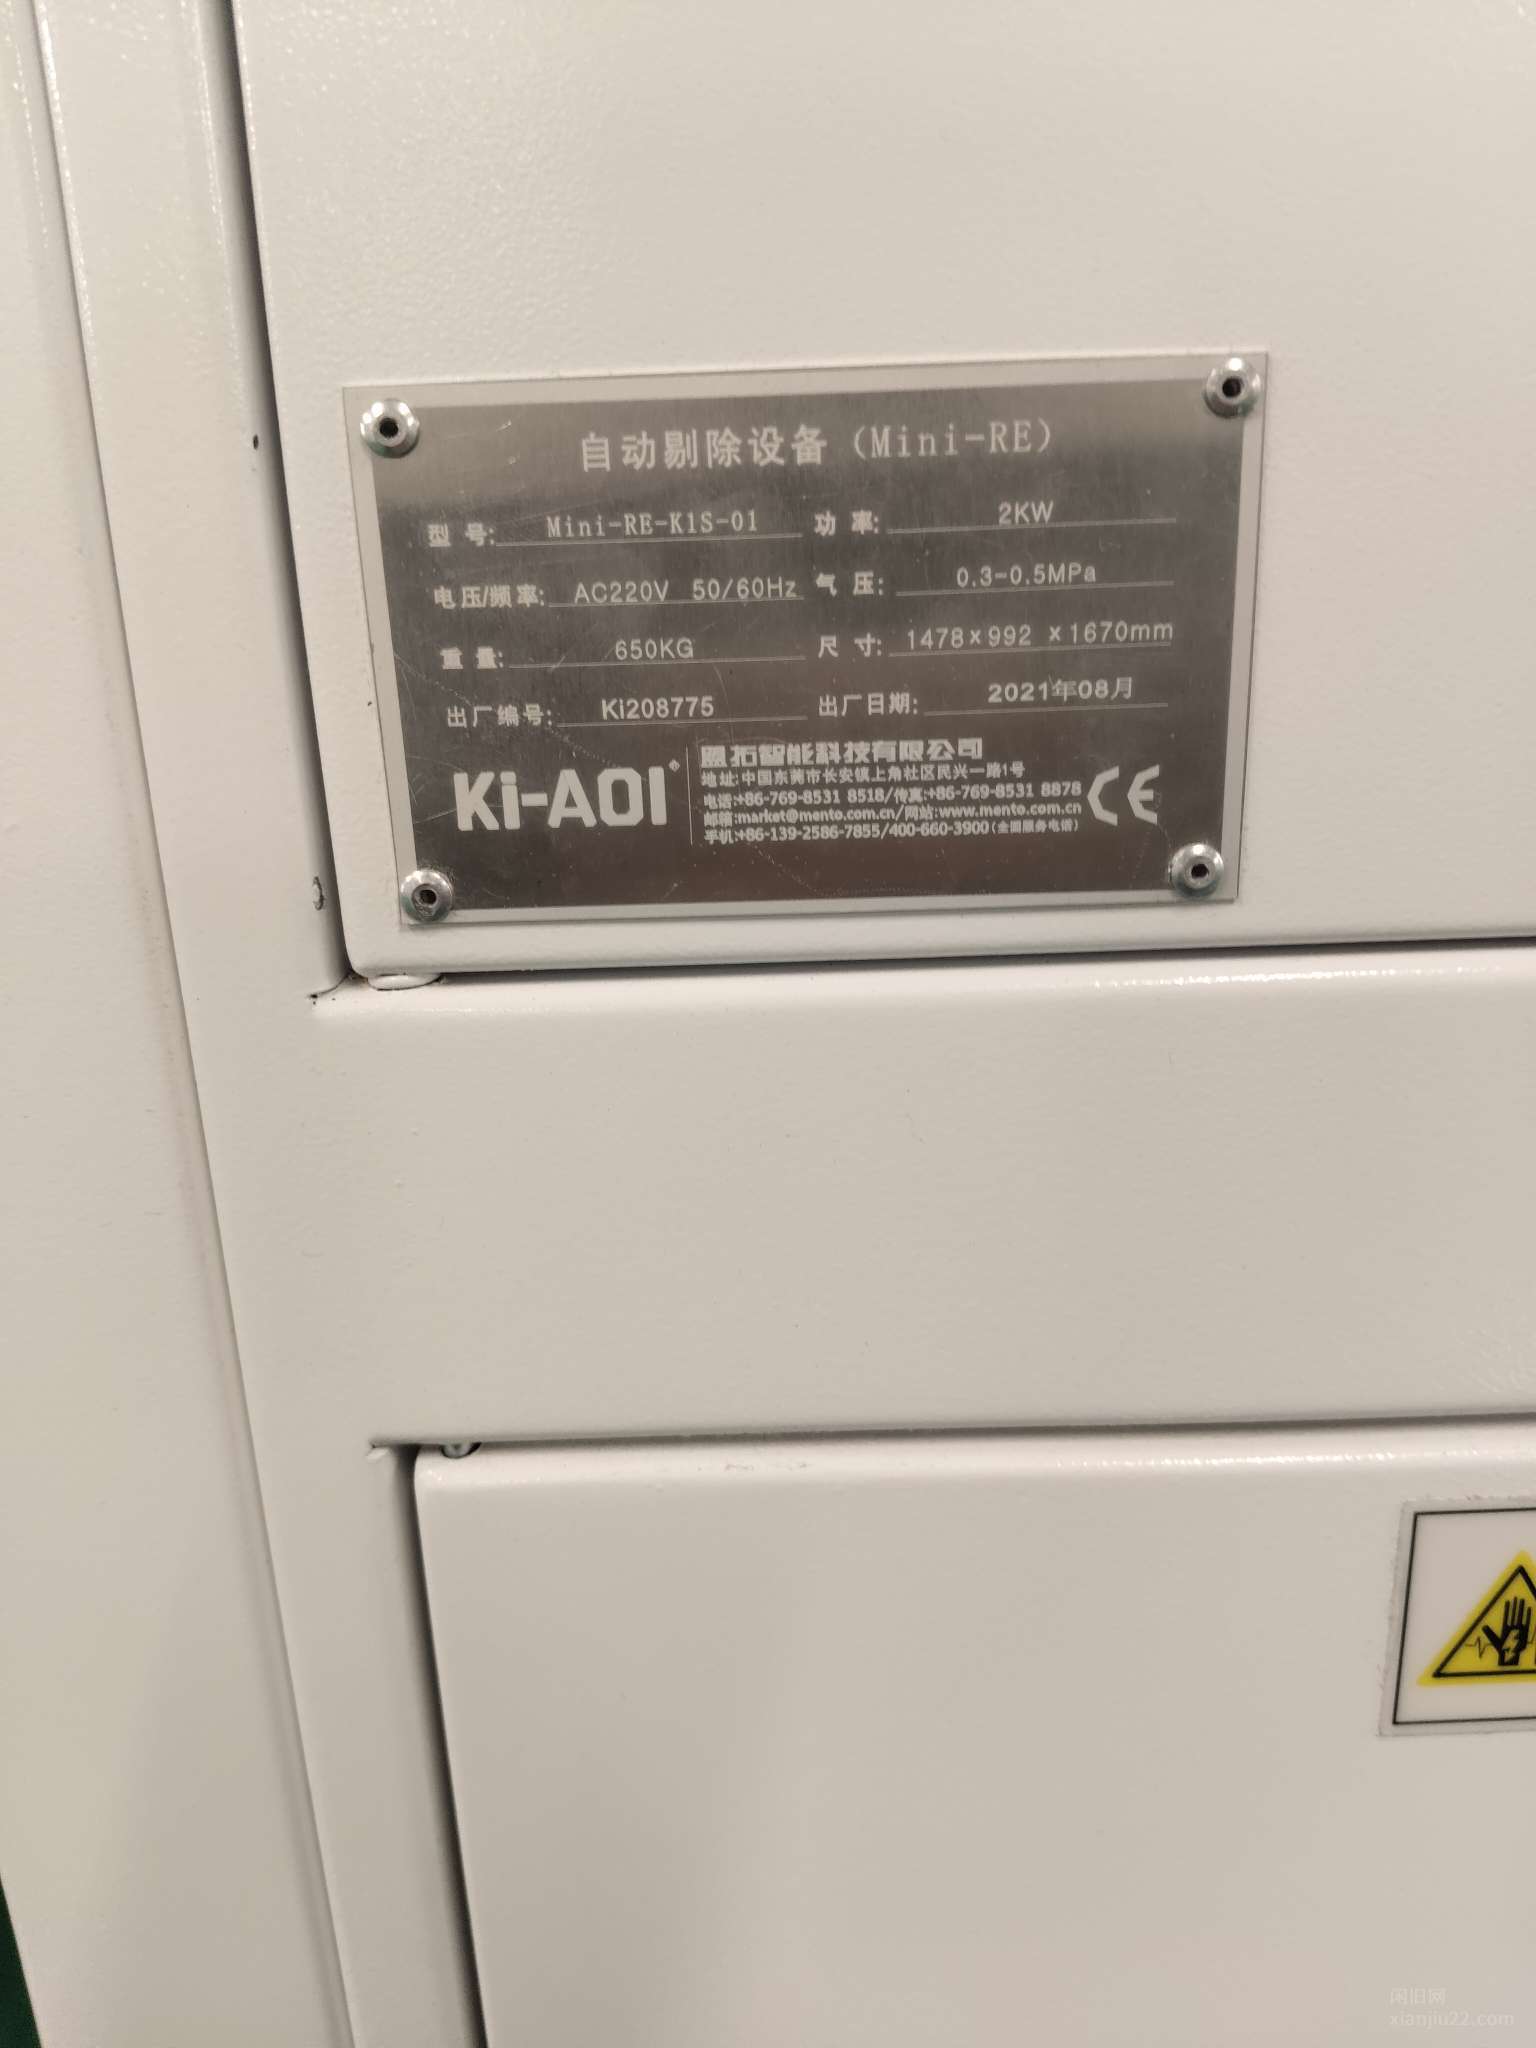 自动剔除设备（Mini-RE）
型 号: Mini-RE-K1S-01 功 率: 2KW
电压/频率: AC220V 50/60Hz 气 压: 0.3-0.5MPa
重 量: 650KG 尺 寸: 1478×992 ×1670mm
出厂编号: Ki208775 出厂日期: 2021年08月
Ki-AOI® 盟拓智能科技有限公司
地址:中国东莞市长安镇上角社区民兴一路1号
电话:+86-769-8531 8518/传真:+86-769-8531 8878
邮箱:market@mento.com.cn/网站:www.mento.com.cn
手机:+86-139-2586-7855/400-660-3900(全国服务电话)
CE
闲旧网
xianjiu22.com